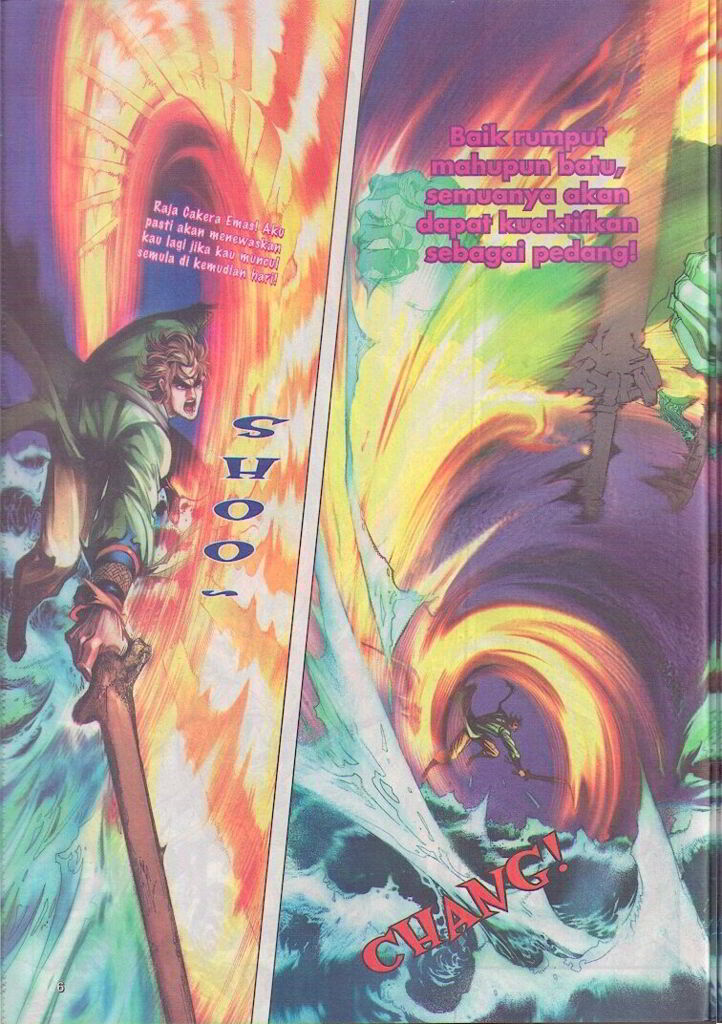 Raja Cakera Emas! Aku
pasti akan menewaskan
kau lagi jika kau muncul
semula di kemudian hari!
SHOO~
Baik rumput
mahupun batu,
semuanya akan
dapat kuaktifkan
sebagai pedang!
CHANG!
6